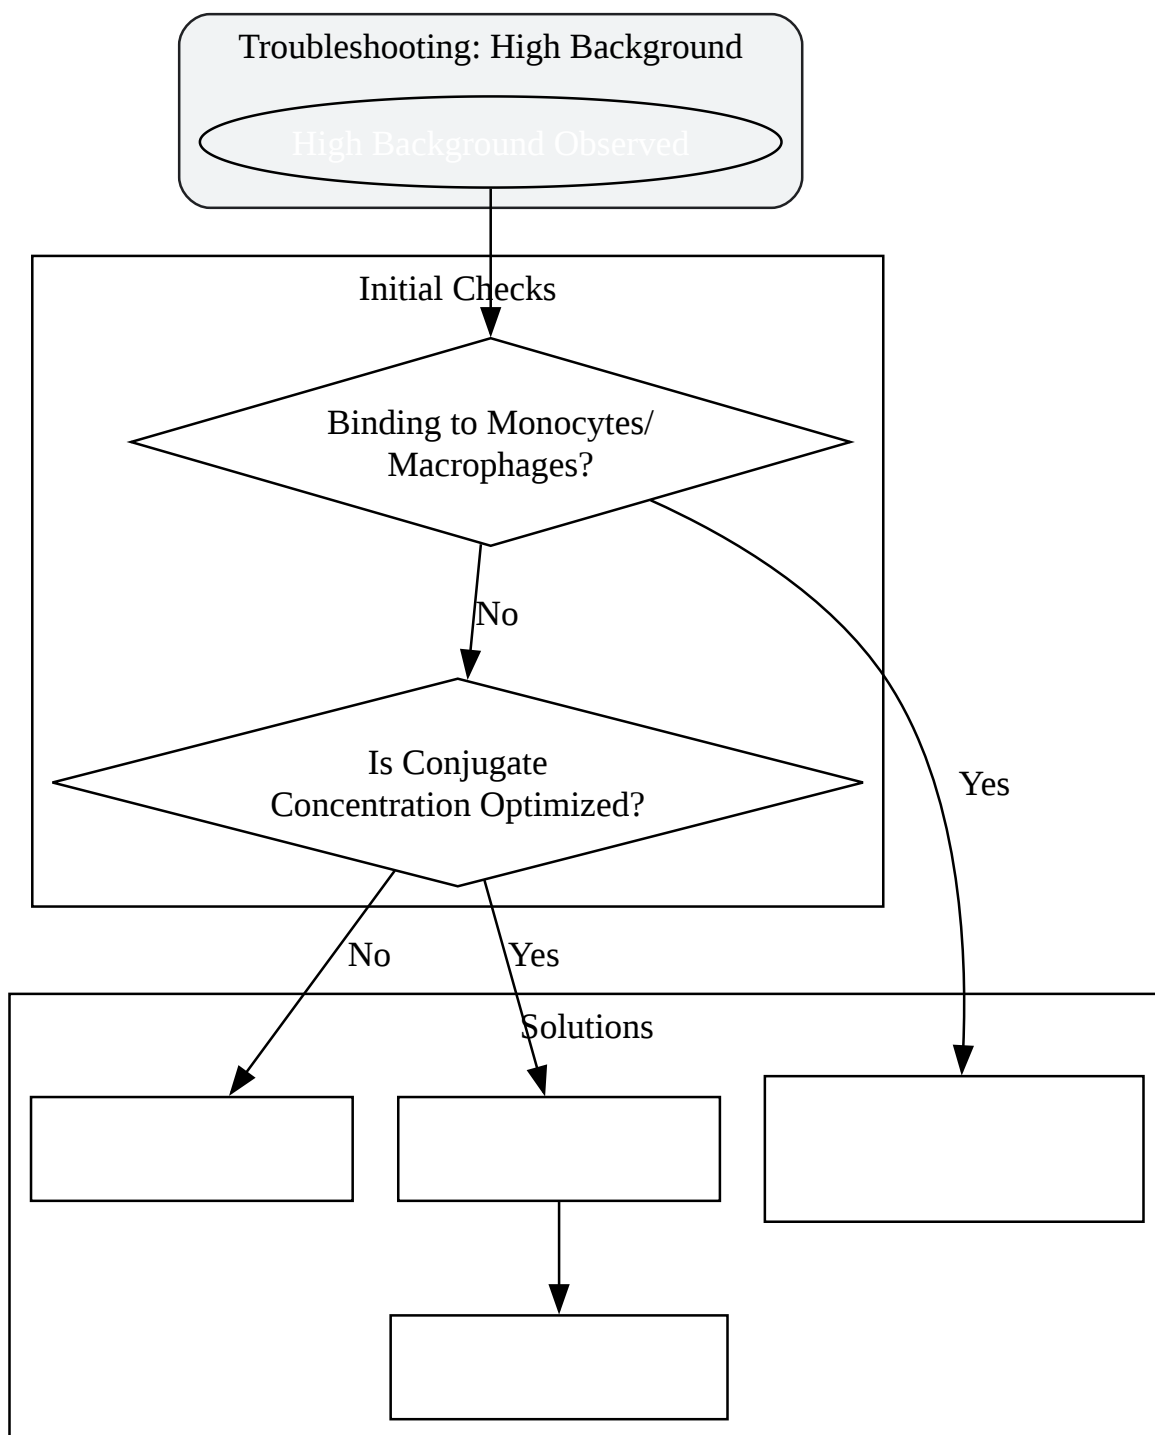 Troubleshooting: High Background
High Background Observed
Initial Checks
Binding to Monocytes/
Macrophages?
No
Is Conjugate
Concentration Optimized?
Yes
No
Yes
Solutions